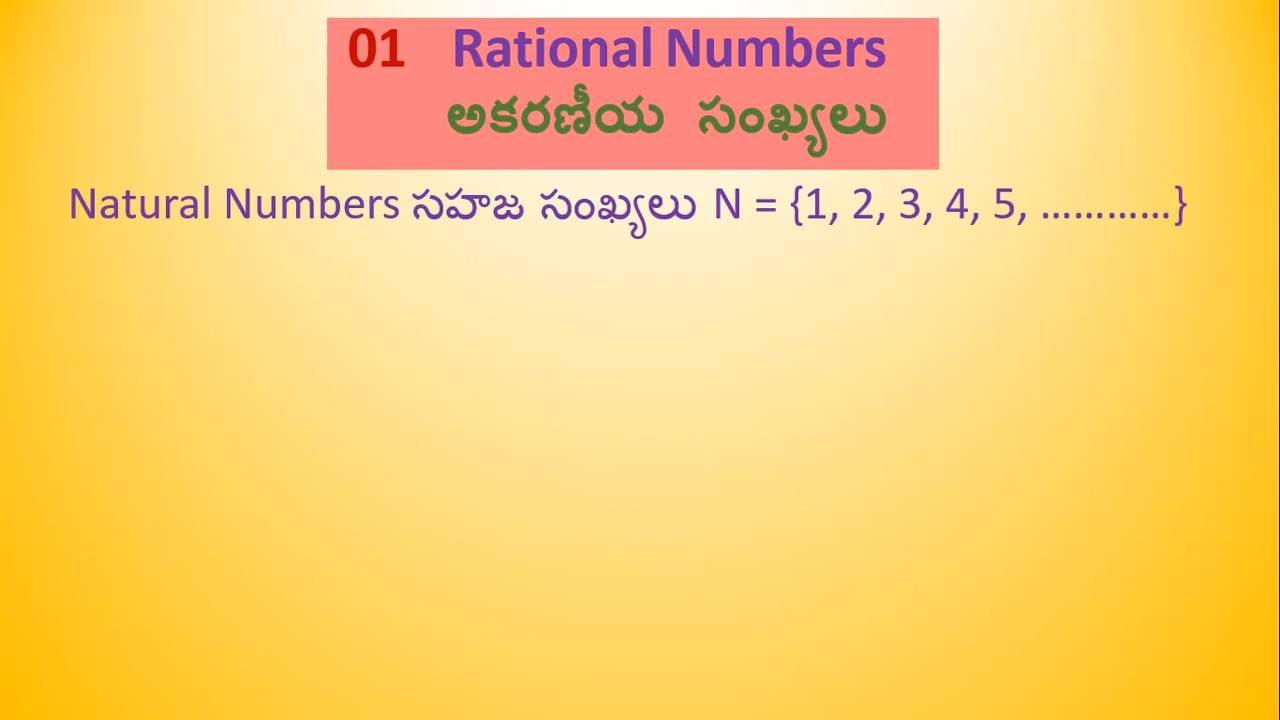 01 Rational Numbers
అకరణీయ సంఖ్యలు
Natural Numbers సహజ సంఖ్యలు N = {1, 2, 3, 4, 5, …………}